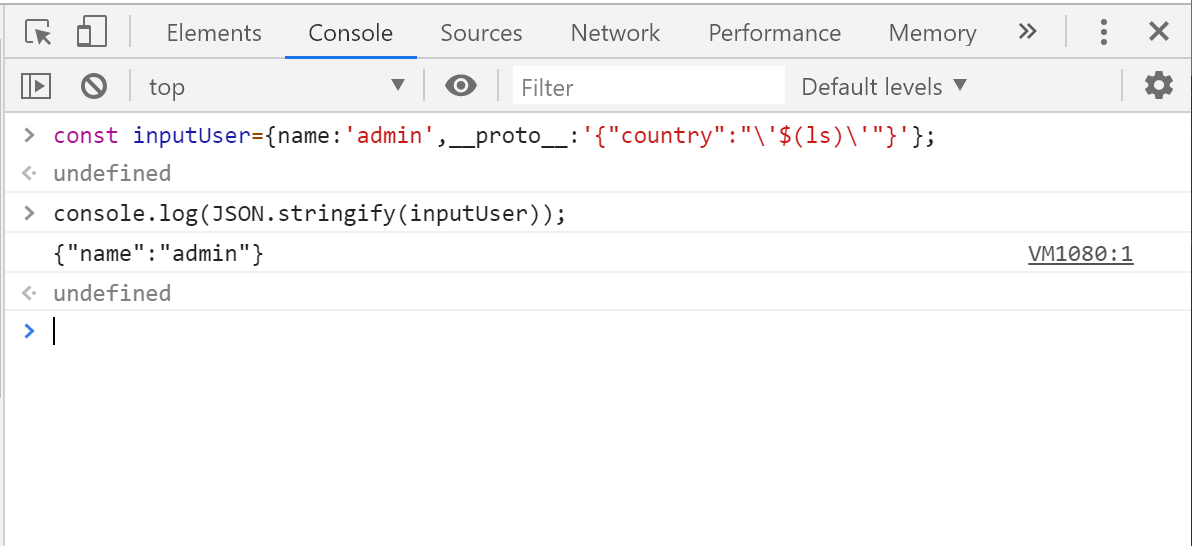 Elements Console Sources Network Performance Memory
top Filter Default levels
const inputUser={name:'admin',__proto__:'{"country":"\'$(ls)\'"}'};
undefined
console.log(JSON.stringify(inputUser));
{"name":"admin"} VM1080:1
undefined